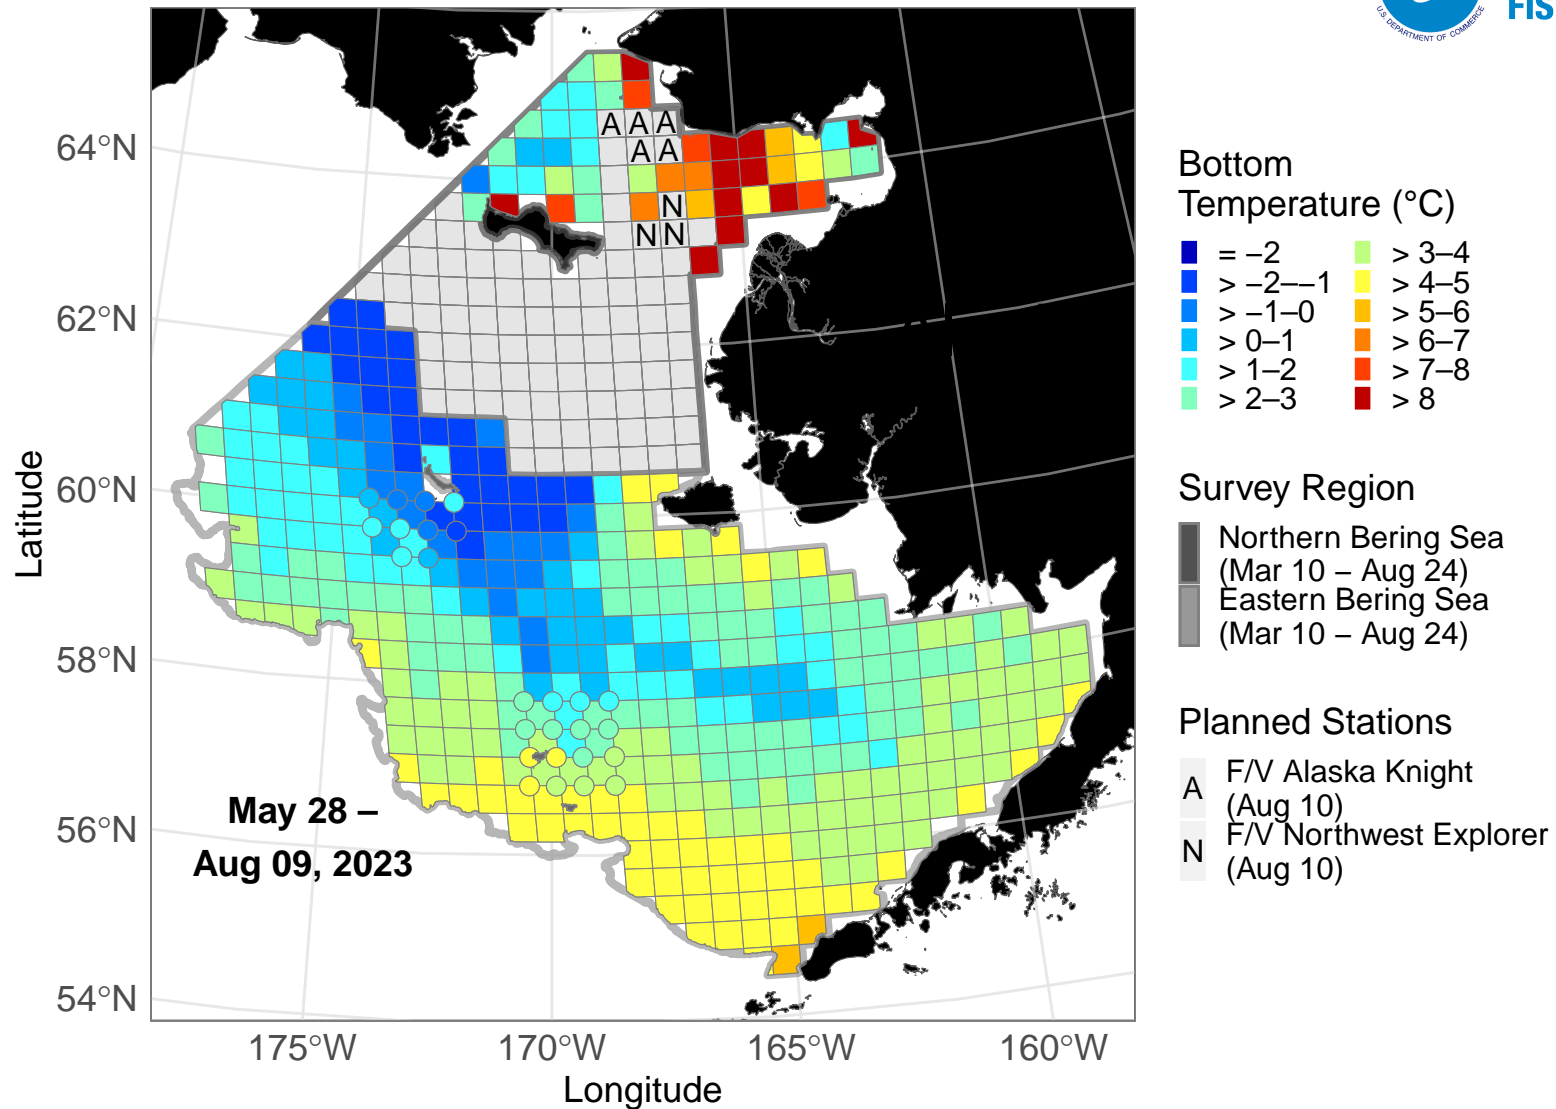 FIS
U.S. DEPARTMENT OF COMMERCE
64°N
62°N
60°N
58°N
56°N
54°N
Latitude
A A A
A A
N
N N
May 28 –
Aug 09, 2023
175°W 170°W 165°W 160°W
Longitude
Bottom
Temperature (°C)
= −2
> −2–−1
> −1–0
> 0–1
> 1–2
> 2–3
> 3–4
> 4–5
> 5–6
> 6–7
> 7–8
> 8
Survey Region
Northern Bering Sea
(Mar 10 – Aug 24)
Eastern Bering Sea
(Mar 10 – Aug 24)
Planned Stations
A F/V Alaska Knight
(Aug 10)
N F/V Northwest Explorer
(Aug 10)